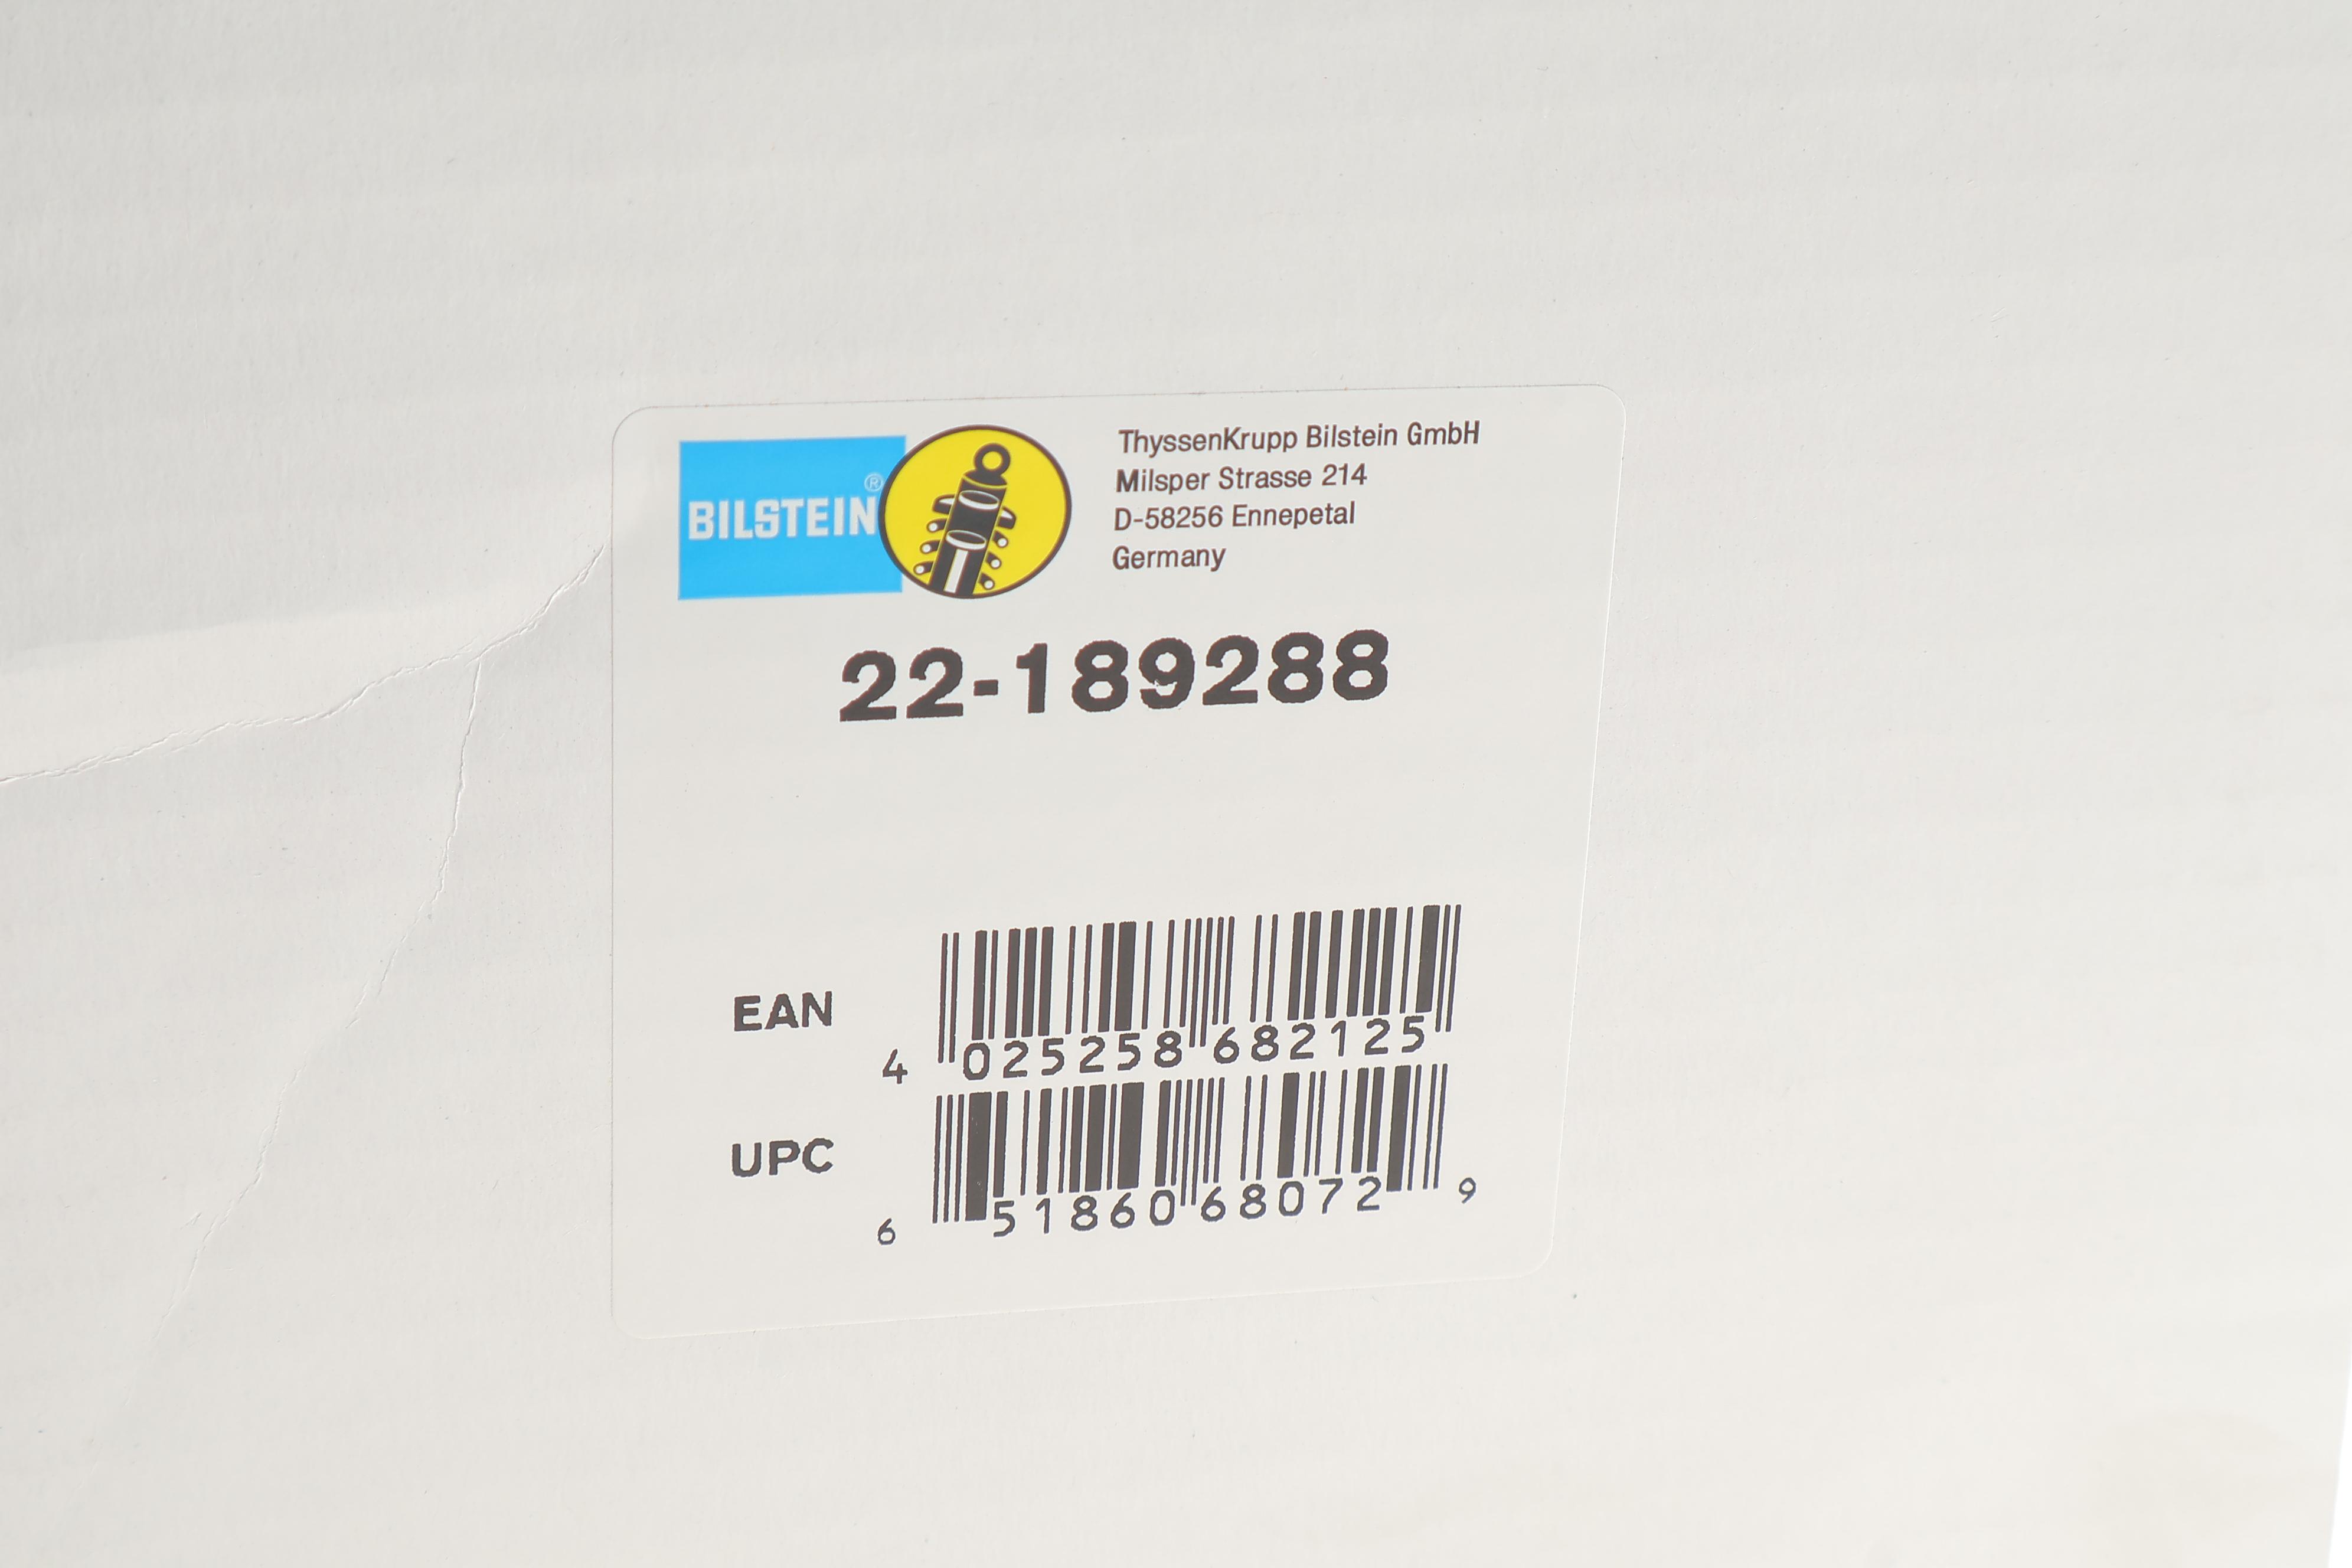 BILSTEIN®
ThyssenKrupp Bilstein GmbH
Milsper Strasse 214
D-58256 Ennepetal
Germany
22-189288
EAN
4 025258 682125
UPC
6 51860 68072 9